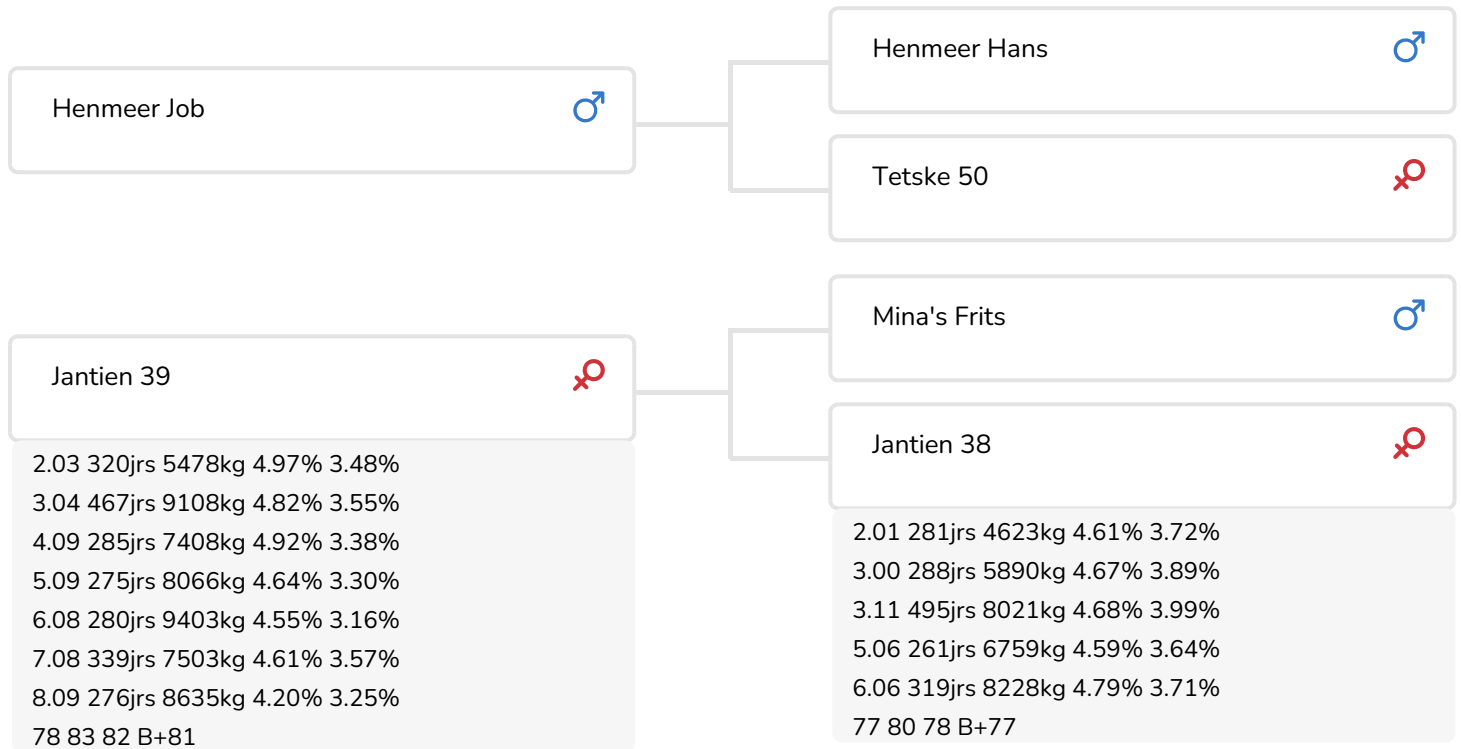 Henmeer Job
Henmeer Hans
Tetske 50
Jantien 39
2.03 320jrs 5478kg 4.97% 3.48%
3.04 467jrs 9108kg 4.82% 3.55%
4.09 285jrs 7408kg 4.92% 3.38%
5.09 275jrs 8066kg 4.64% 3.30%
6.08 280jrs 9403kg 4.55% 3.16%
7.08 339jrs 7503kg 4.61% 3.57%
8.09 276jrs 8635kg 4.20% 3.25%
78 83 82 B+81
Mina's Frits
Jantien 38
2.01 281jrs 4623kg 4.61% 3.72%
3.00 288jrs 5890kg 4.67% 3.89%
3.11 495jrs 8021kg 4.68% 3.99%
5.06 261jrs 6759kg 4.59% 3.64%
6.06 319jrs 8228kg 4.79% 3.71%
77 80 78 B+77